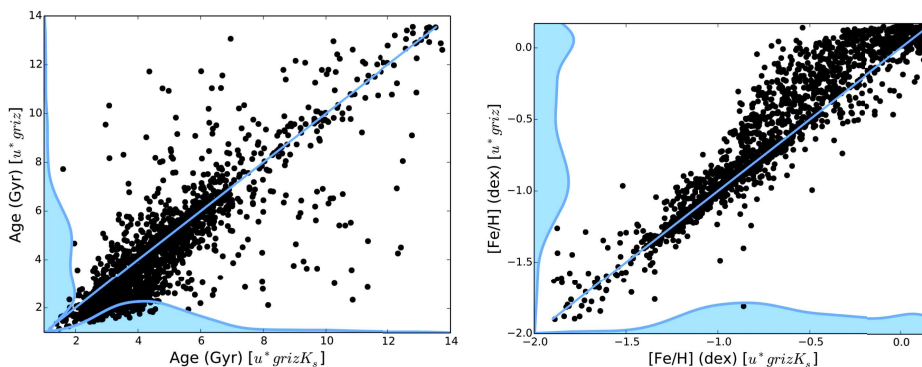 14
12
10
8
6
4
2
Age (Gyr) [u* griz]
2 4 6 8 10 12 14
Age (Gyr) [u* grizKs]
0.0
−0.5
−1.0
−1.5
−2.0
[Fe/H] (dex) [u* griz]
−2.0 −1.5 −1.0 −0.5 0.0
[Fe/H] (dex) [u* grizKs]